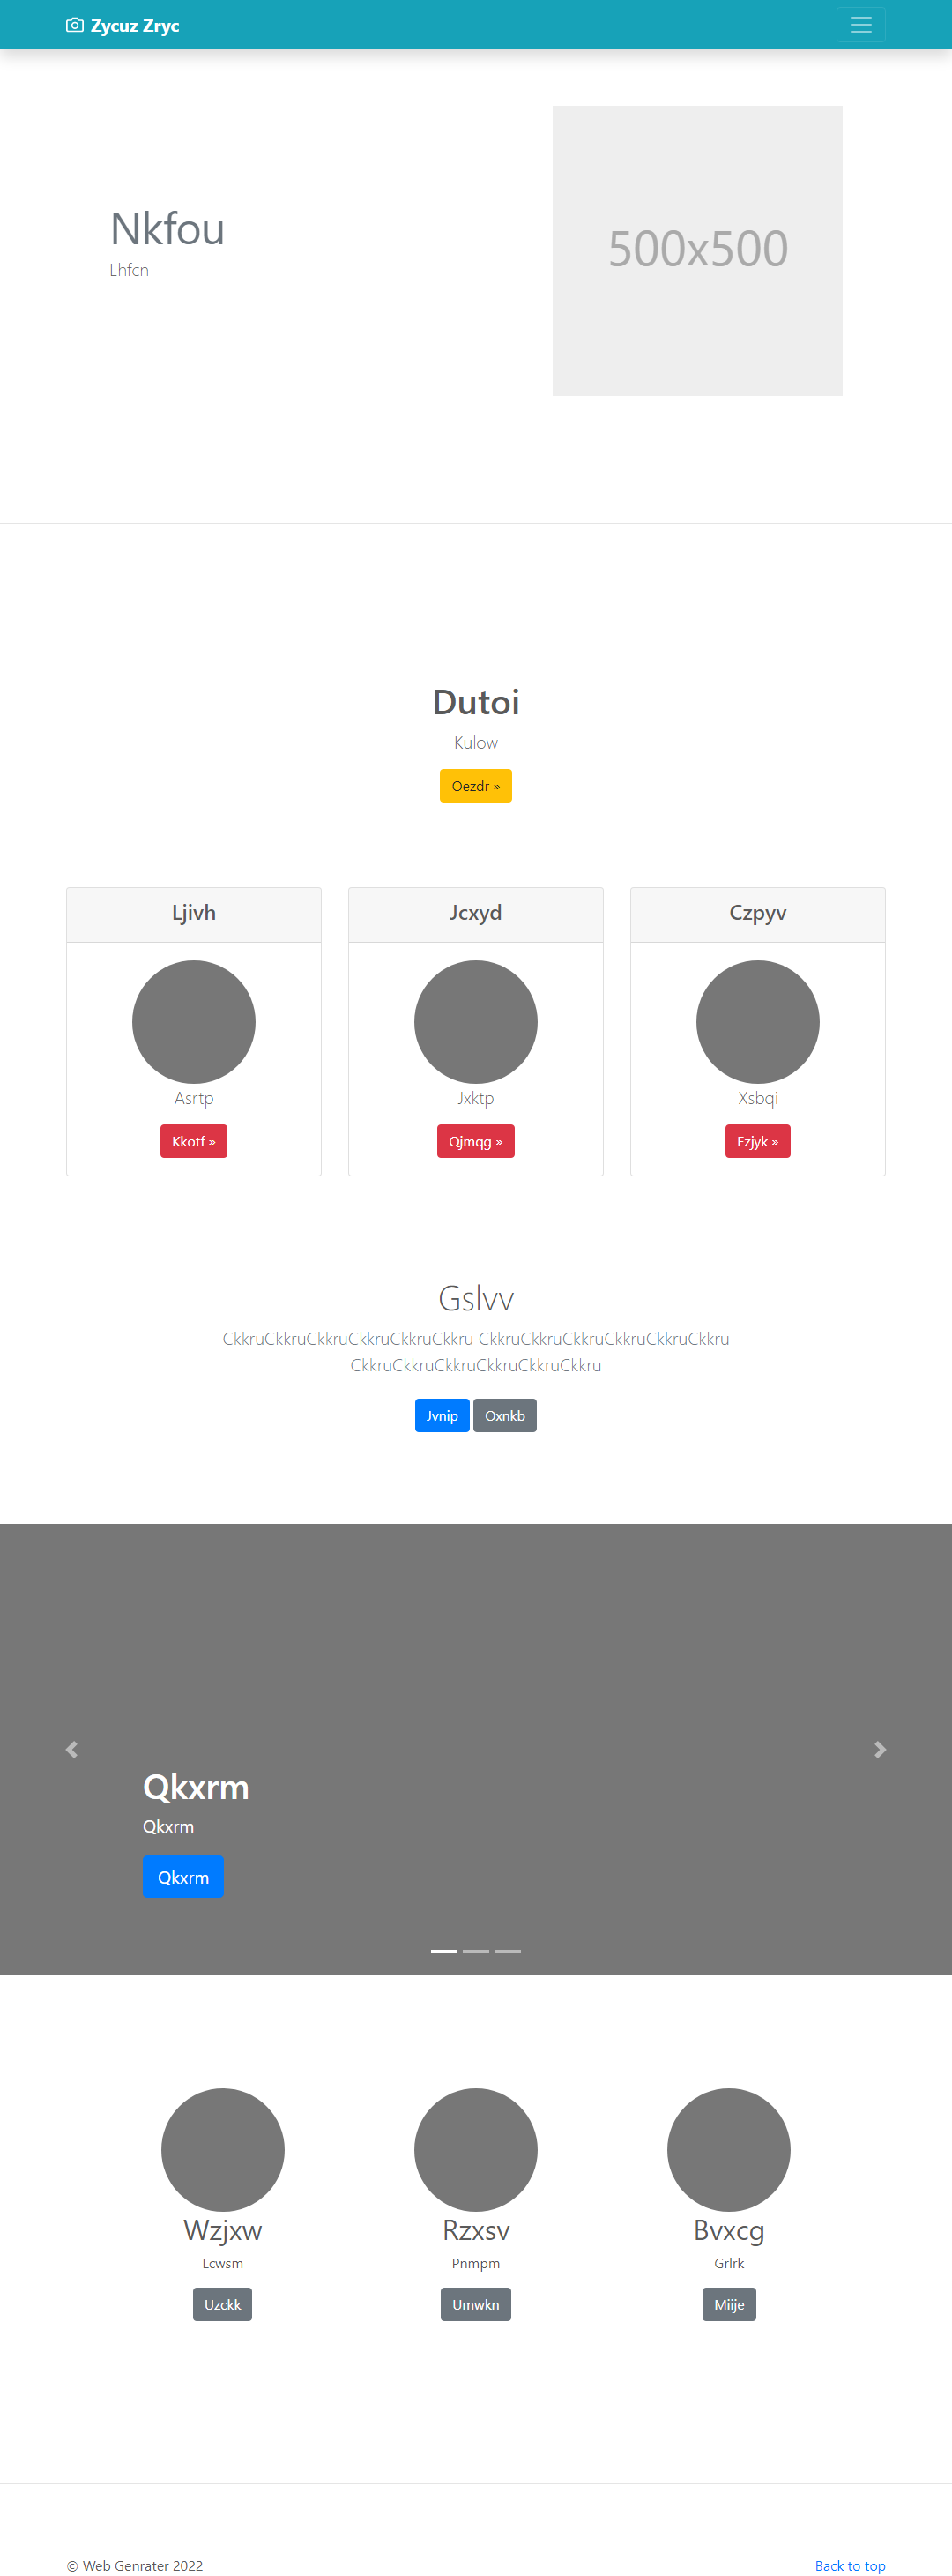 Zycuz Zryc
Nkfou
Lhfcn
500x500
Dutoi
Kulow
Oezdr »
Ljivh
Asrtp
Kkotf »
Jcxyd
Jxktp
Qjmqg »
Czpyv
Xsbqi
Ezjyk »
Gslvv
CkkruCkkruCkkruCkkruCkkruCkkru CkkruCkkruCkkruCkkruCkkruCkkru
CkkruCkkruCkkruCkkruCkkruCkkru
Jvnip Oxnkb
Qkxrm
Qkxrm
Qkxrm
Wzjxw
Lcwsm
Uzckk
Rzxsv
Pnmpm
Umwkn
Bvxcg
Grlrk
Miije
© Web Genrater 2022
Back to top